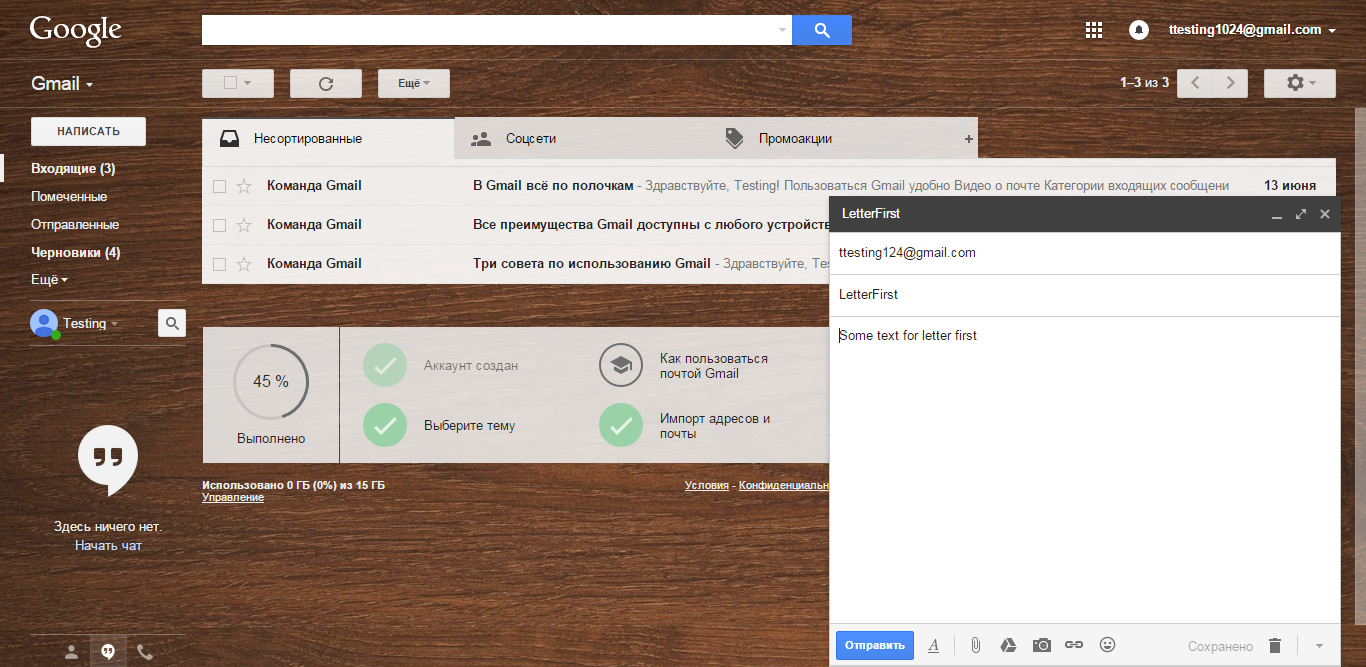 Google
ttesting1024@gmail.com
Gmail
Ещё
1–3 из 3
НАПИСАТЬ
Входящие (3)
Помеченные
Отправленные
Черновики (4)
Ещё
Testing
Несортированные
Соцсети
Промоакции
+
Команда Gmail В Gmail всё по полочкам - Здравствуйте, Testing! Пользоваться Gmail удобно Видео о почте Категории входящих сообщени 13 июня
Команда Gmail Все преимущества Gmail доступны с любого устройств
Команда Gmail Три совета по использованию Gmail - Здравствуйте, Tes
45 %
Выполнено
Аккаунт создан
Выберите тему
Как пользоваться
почтой Gmail
Импорт адресов и
почты
Использовано 0 ГБ (0%) из 15 ГБ
Управление
Условия - Конфиденциальн
Здесь ничего нет.
Начать чат
LetterFirst
ttesting124@gmail.com
LetterFirst
Some text for letter first
Отправить
A
Сохранено